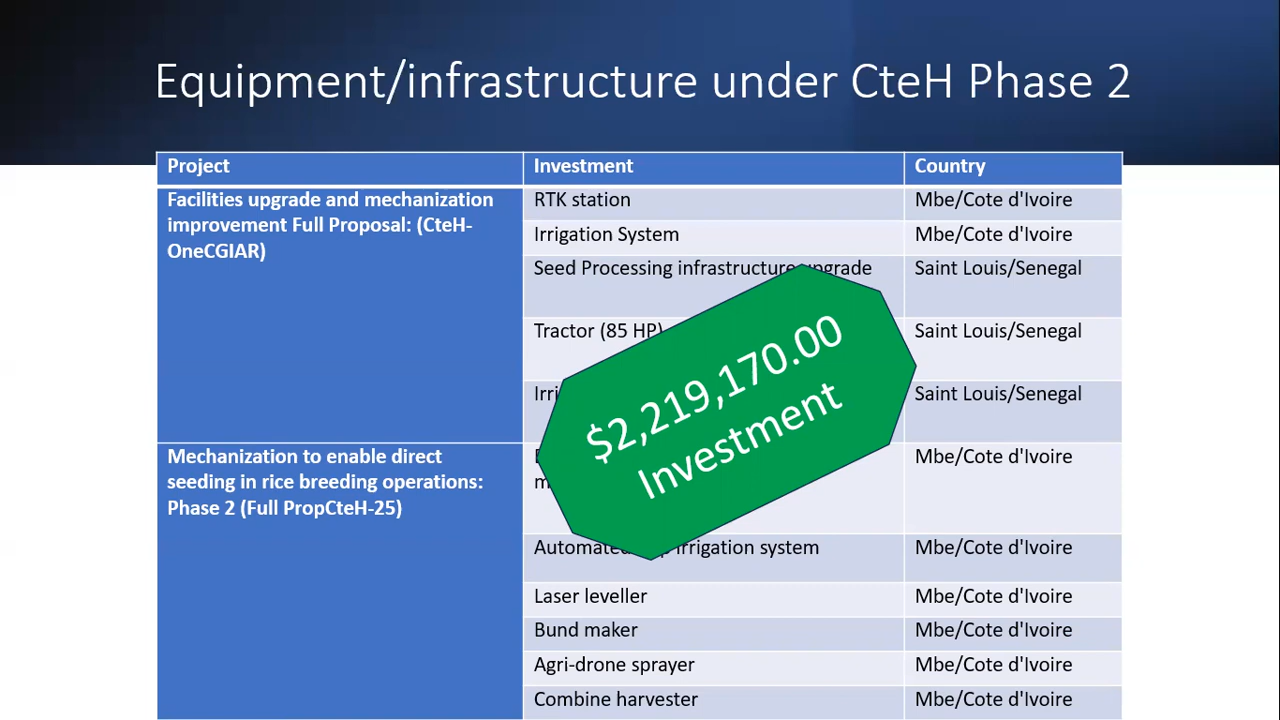 Equipment/infrastructure under CteH Phase 2
Project Investment Country
Facilities upgrade and mechanization
improvement Full Proposal: (CteH-
OneCGIAR)
RTK station Mbe/Cote d'Ivoire
Irrigation System Mbe/Cote d'Ivoire
Seed Processing infrastructure upgrade Saint Louis/Senegal
Tractor (85 HP) Saint Louis/Senegal
Saint Louis/Senegal
Mechanization to enable direct
seeding in rice breeding operations:
Phase 2 (Full PropCteH-25)
Mbe/Cote d'Ivoire
Automated irrigation system Mbe/Cote d'Ivoire
Laser leveller Mbe/Cote d'Ivoire
Bund maker Mbe/Cote d'Ivoire
Agri-drone sprayer Mbe/Cote d'Ivoire
Combine harvester Mbe/Cote d'Ivoire
$2,219,170.00
Investment